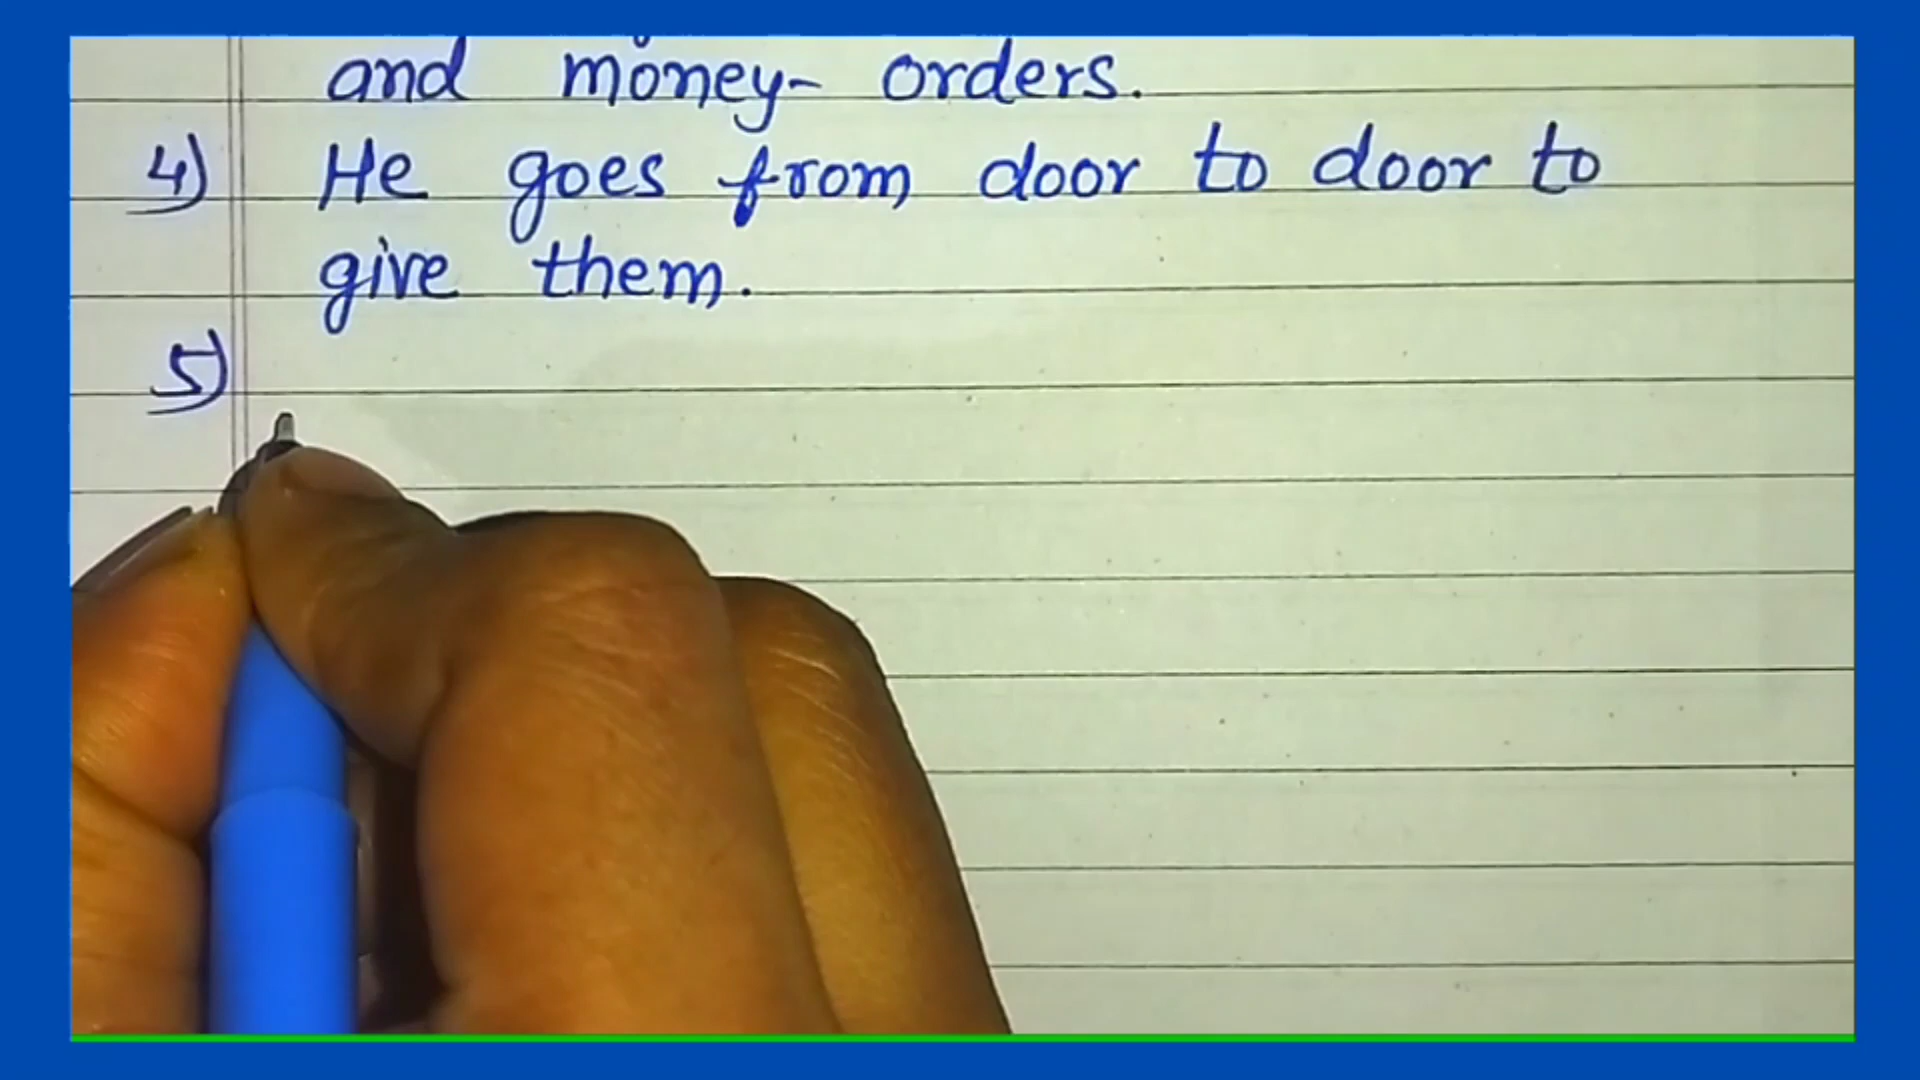 and money- orders.
4) He goes from door to door to
give them.
5)